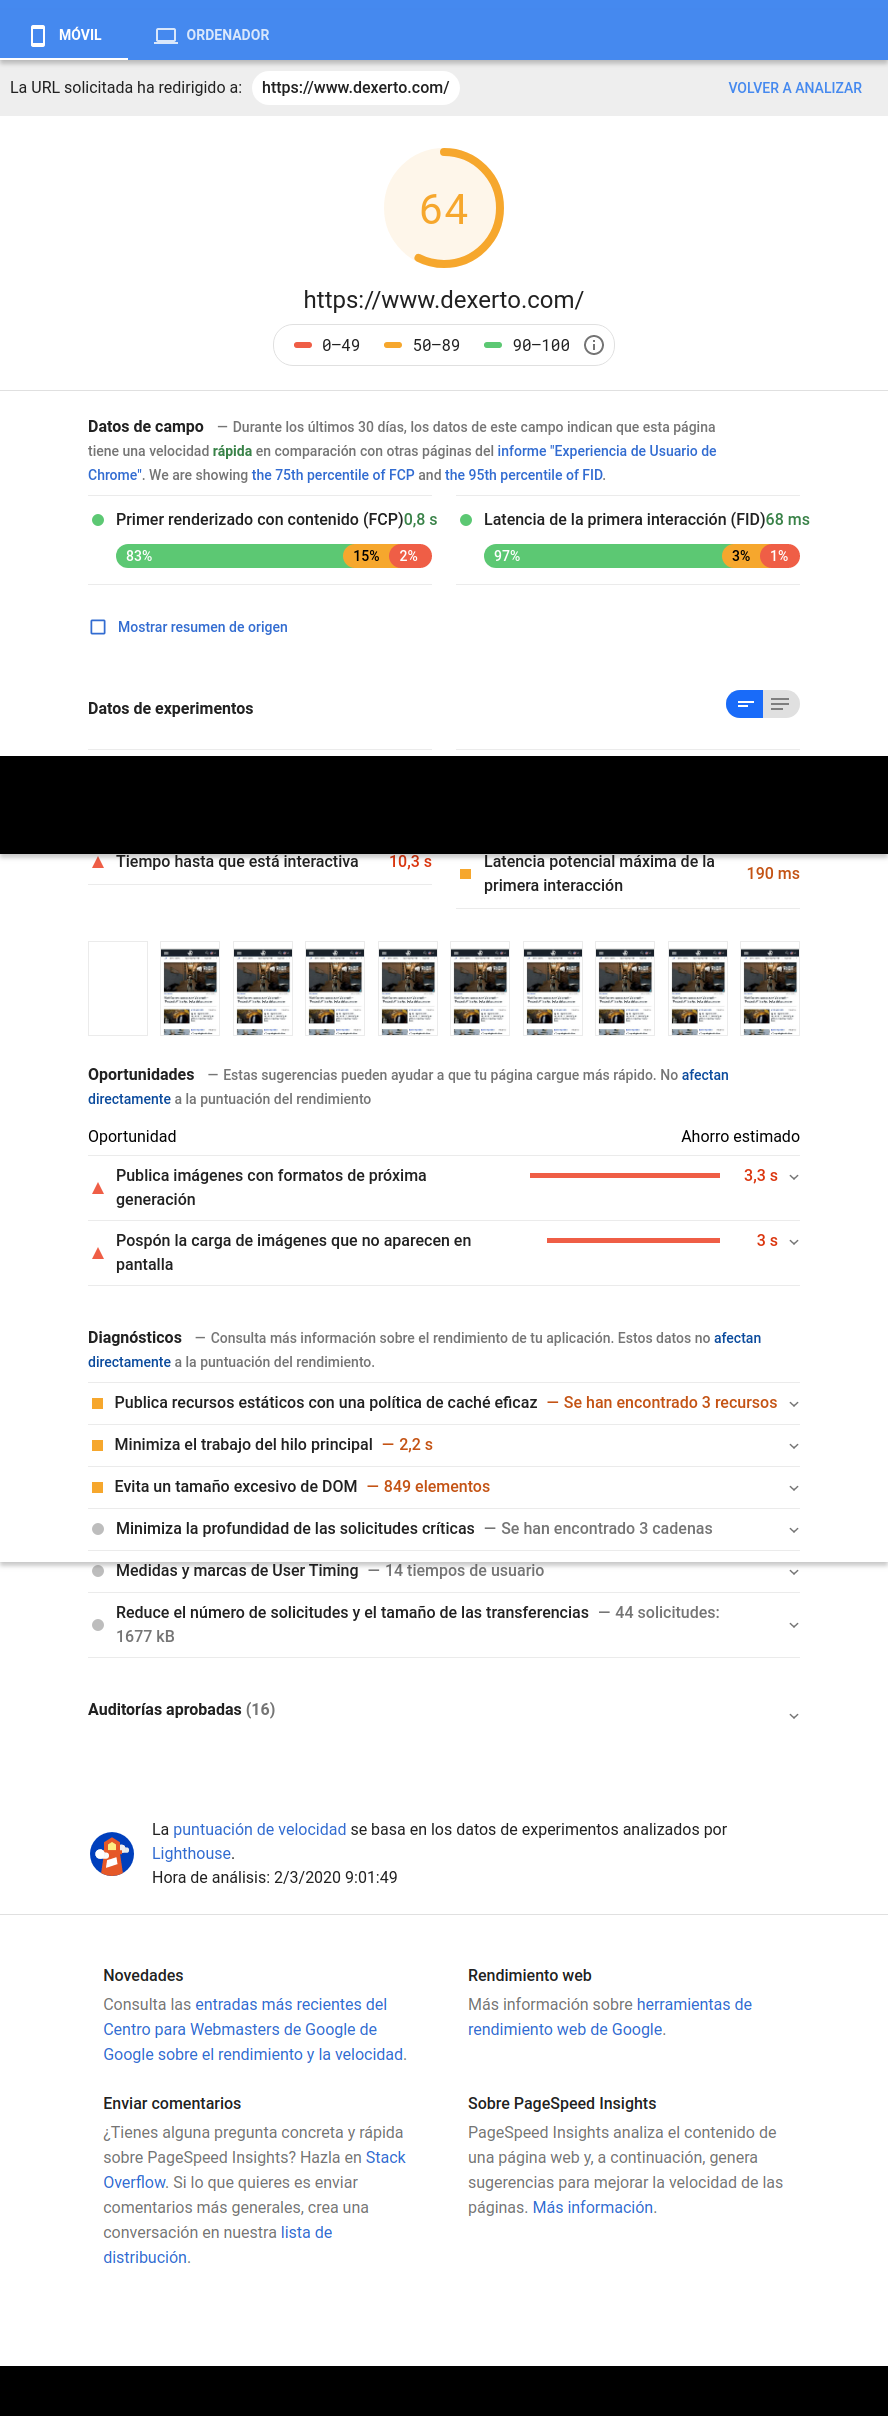 MÓVIL
ORDENADOR
La URL solicitada ha redirigido a: https://www.dexerto.com/ VOLVER A ANALIZAR
64
https://www.dexerto.com/
0–49 50–89 90–100
Datos de campo — Durante los últimos 30 días, los datos de este campo indican que esta página
tiene una velocidad rápida en comparación con otras páginas del informe "Experiencia de Usuario de
Chrome". We are showing the 75th percentile of FCP and the 95th percentile of FID.
Primer renderizado con contenido (FCP) 0,8 s
83% 15% 2%
Latencia de la primera interacción (FID) 68 ms
97% 3% 1%
Mostrar resumen de origen
Datos de experimentos
Tiempo hasta que está interactiva 10,3 s
Latencia potencial máxima de la
primera interacción
190 ms
Oportunidades — Estas sugerencias pueden ayudar a que tu página cargue más rápido. No afectan
directamente a la puntuación del rendimiento
Oportunidad Ahorro estimado
Publica imágenes con formatos de próxima
generación
3,3 s
Pospón la carga de imágenes que no aparecen en
pantalla
3 s
Diagnósticos — Consulta más información sobre el rendimiento de tu aplicación. Estos datos no afectan
directamente a la puntuación del rendimiento.
Publica recursos estáticos con una política de caché eficaz — Se han encontrado 3 recursos
Minimiza el trabajo del hilo principal — 2,2 s
Evita un tamaño excesivo de DOM — 849 elementos
Minimiza la profundidad de las solicitudes críticas — Se han encontrado 3 cadenas
Medidas y marcas de User Timing — 14 tiempos de usuario
Reduce el número de solicitudes y el tamaño de las transferencias — 44 solicitudes:
1677 kB
Auditorías aprobadas (16)
La puntuación de velocidad se basa en los datos de experimentos analizados por
Lighthouse.
Hora de análisis: 2/3/2020 9:01:49
Novedades
Consulta las entradas más recientes del
Centro para Webmasters de Google de
Google sobre el rendimiento y la velocidad.
Rendimiento web
Más información sobre herramientas de
rendimiento web de Google.
Enviar comentarios
¿Tienes alguna pregunta concreta y rápida
sobre PageSpeed Insights? Hazla en Stack
Overflow. Si lo que quieres es enviar
comentarios más generales, crea una
conversación en nuestra lista de
distribución.
Sobre PageSpeed Insights
PageSpeed Insights analiza el contenido de
una página web y, a continuación, genera
sugerencias para mejorar la velocidad de las
páginas. Más información.